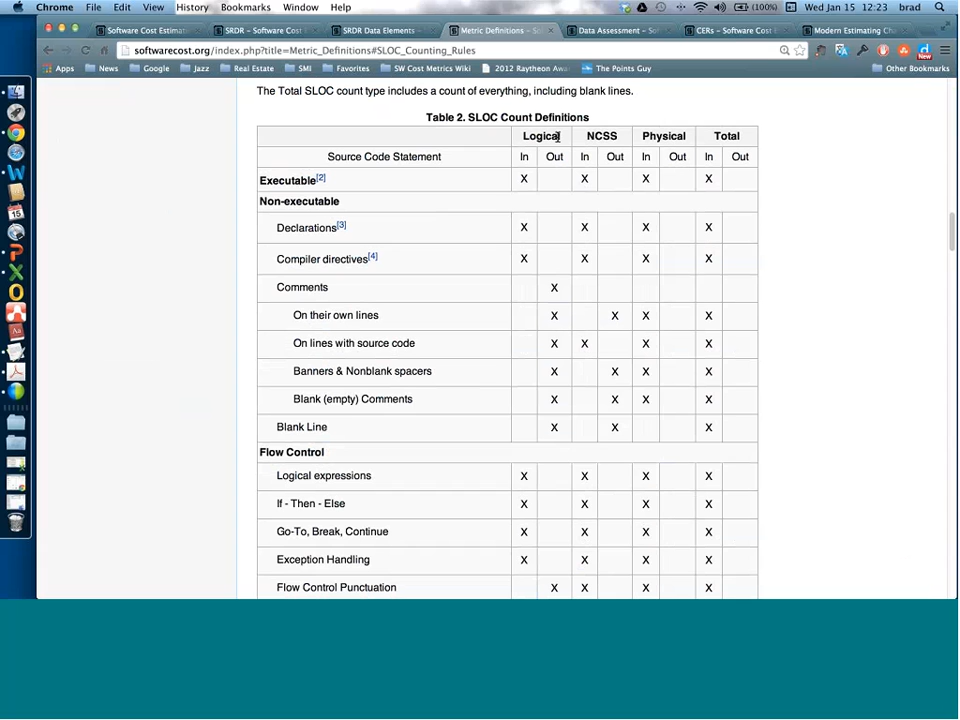 Chrome File Edit View History Bookmarks Window Help (100%) Wed Jan 15 12:23 brad
Software Cost Estimat SRDR – Software Cost SRDR Data Elements - Metric Definitions – So Data Assessment – So CERs – Software Cost E Modern Estimating Cha
softwarecost.org/index.php?title=Metric_Definitions#SLOC_Counting_Rules
Apps News Google Jazz Real Estate SMI Favorites SW Cost Metrics Wiki 2012 Raytheon Awa The Points Guy Other Bookmarks
The Total SLOC count type includes a count of everything, including blank lines.
Table 2. SLOC Count Definitions
Logical NCSS Physical Total
Source Code Statement In Out In Out In Out In Out
Executable[2] X X X X
Non-executable
Declarations[3] X X X X
Compiler directives[4] X X X X
Comments X
On their own lines X X X X
On lines with source code X X X X
Banners & Nonblank spacers X X X X
Blank (empty) Comments X X X X
Blank Line X X X
Flow Control
Logical expressions X X X X
If - Then - Else X X X X
Go-To, Break, Continue X X X X
Exception Handling X X X X
Flow Control Punctuation X X X X